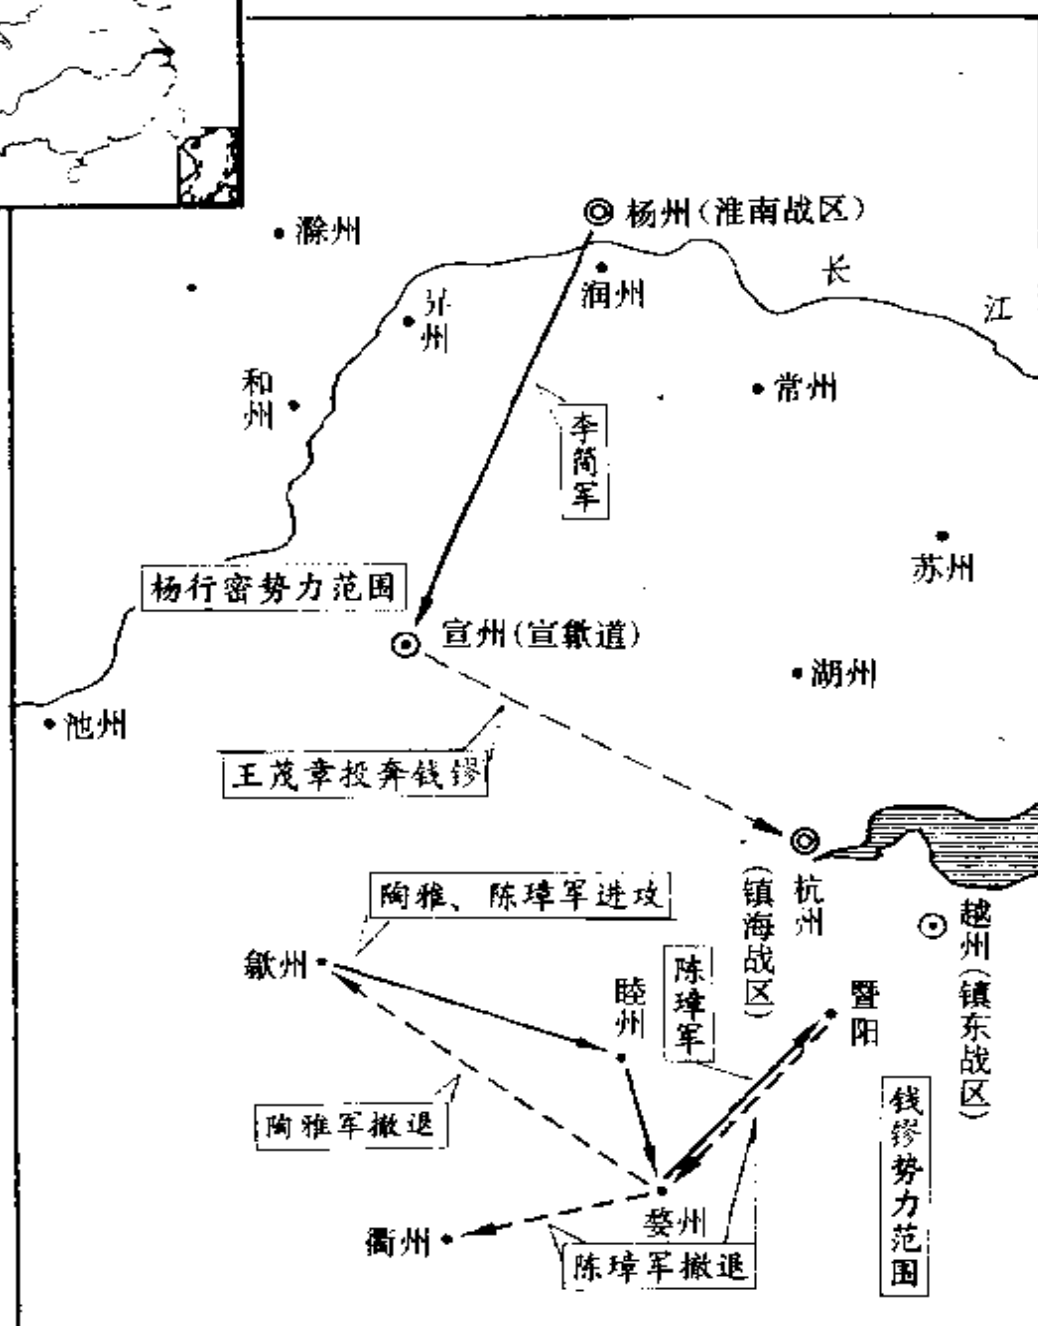 杨州(淮南战区)
滁州
润州
长江
升州
和州
常州
李简军
苏州
杨行密势力范围
宣州(宣歙道)
湖州
池州
王茂章投奔钱镠
杭州(镇海战区)
陶雅、陈璋军进攻
越州(镇东战区)
歙州
陈璋军
睦州
暨阳
钱镠势力范围
陶雅军撤退
婺州
衢州
陈璋军撤退